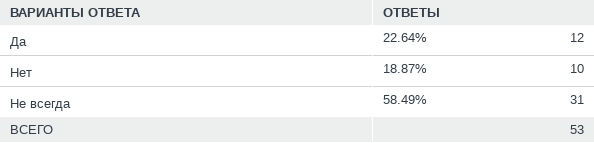 ВАРИАНТЫ ОТВЕТА ОТВЕТЫ
Да 22.64% 12
Нет 18.87% 10
Не всегда 58.49% 31
ВСЕГО 53